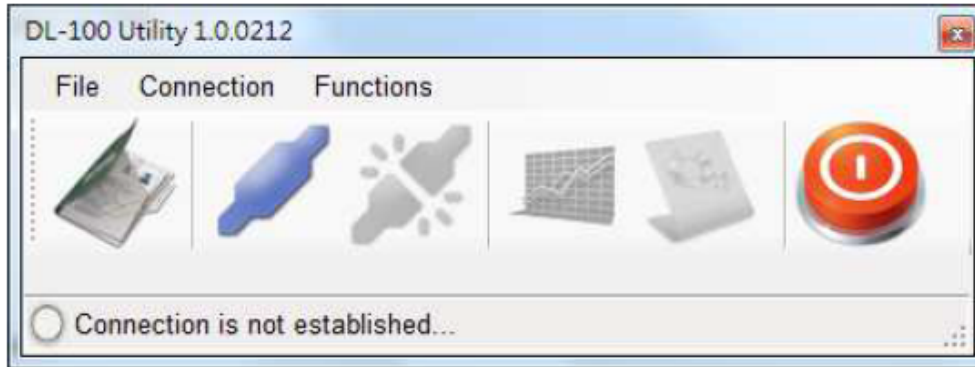 DL-100 Utility 1.0.0212
File Connection Functions
Connection is not established...